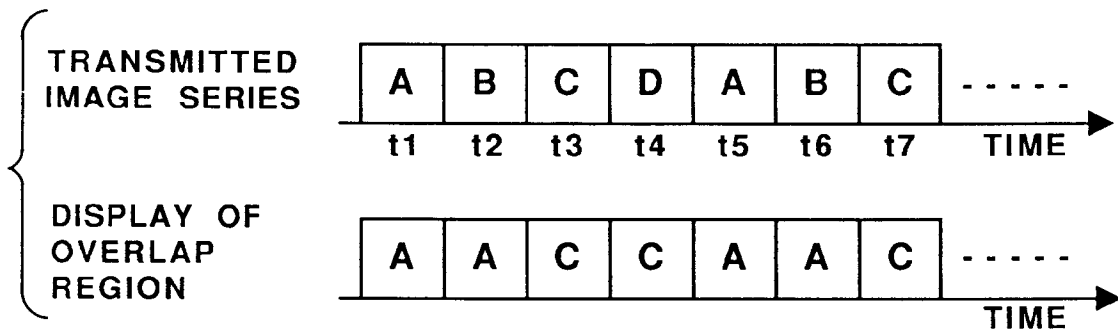 TRANSMITTED
IMAGE SERIES
A B C D A B C
t1 t2 t3 t4 t5 t6 t7 TIME
DISPLAY OF
OVERLAP
REGION
A A C C A A C
TIME